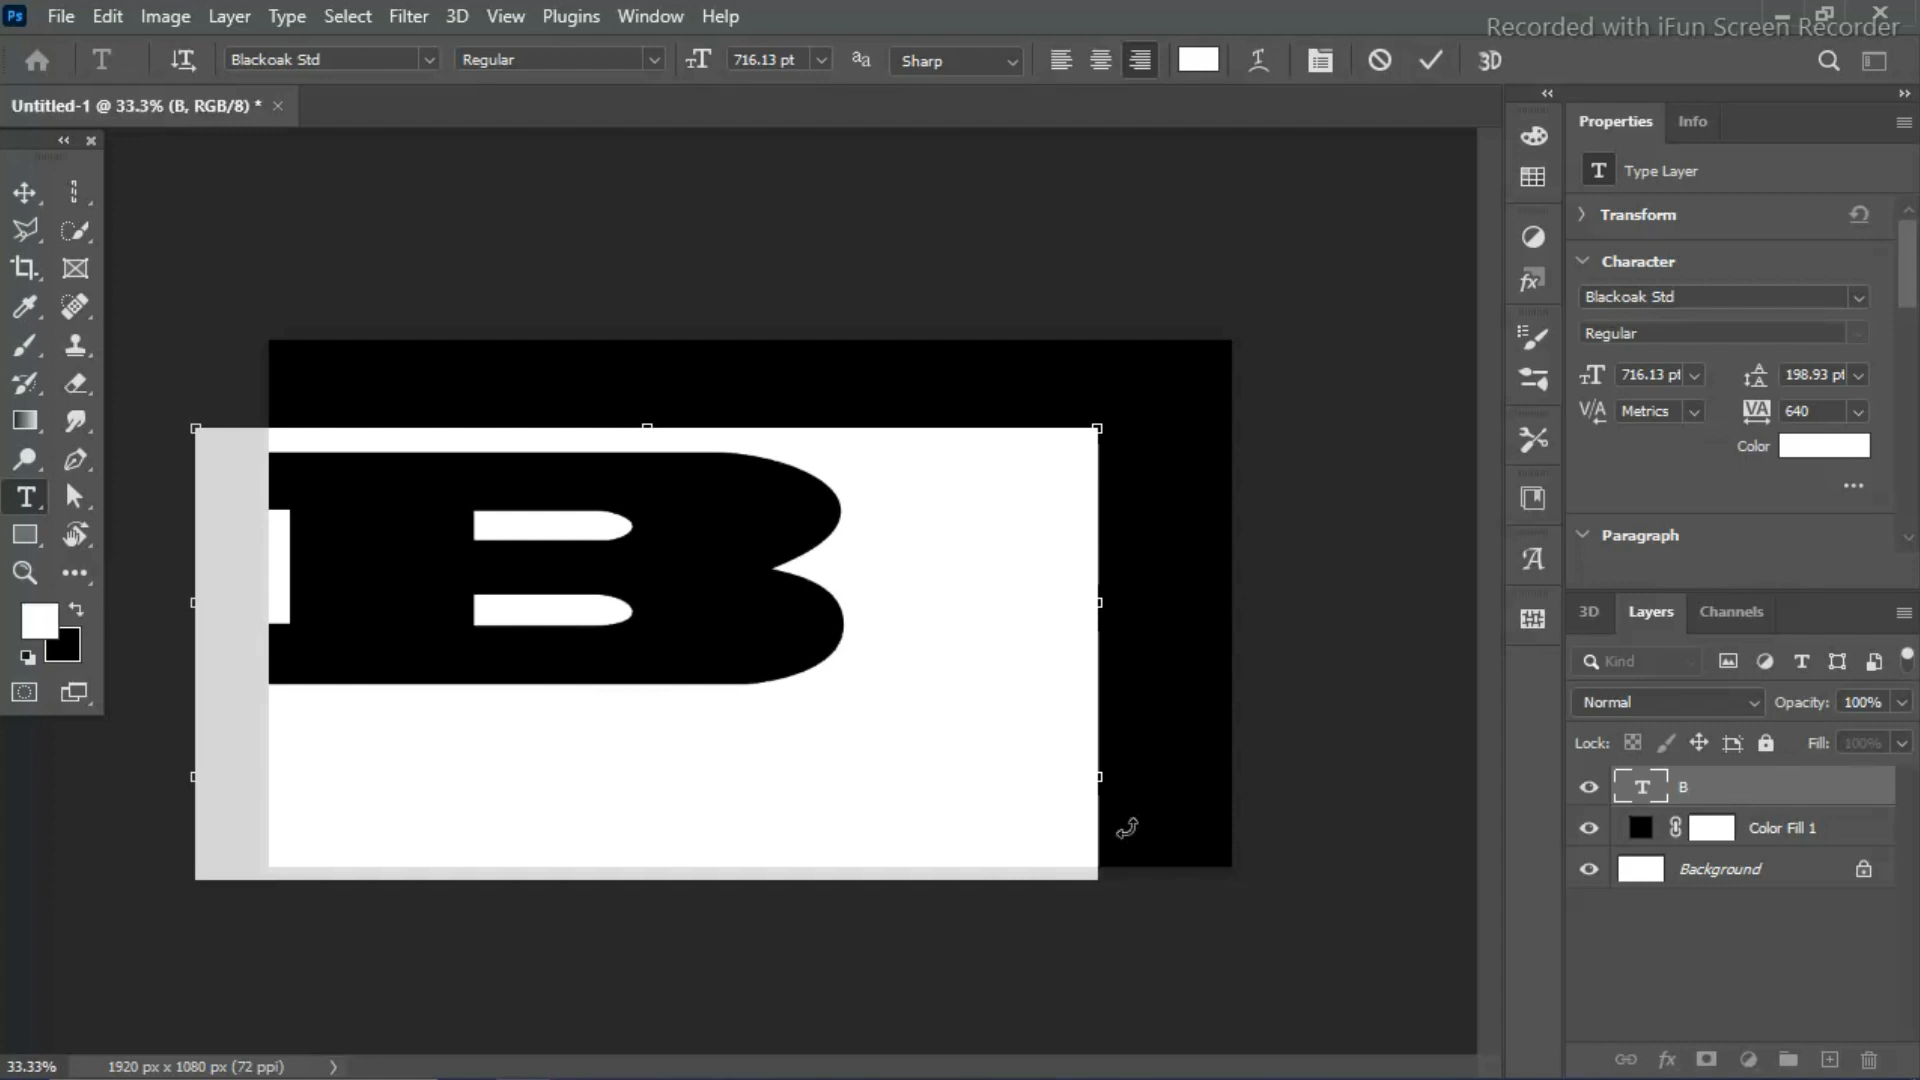 Ps File Edit Image Layer Type Select Filter 3D View Plugins Window Help
Recorded with iFun Screen Recorder
T Blackoak Std Regular 716.13 pt aa Sharp 3D
Untitled-1 @ 33.3% (B, RGB/8) *
Properties Info
T Type Layer
Transform
Character
Blackoak Std
Regular
716.13 pt 198.93 pt
Metrics 640
Color
Paragraph
B
3D Layers Channels
Kind
Normal Opacity: 100%
Lock: Fill: 100%
T B
Color Fill 1
Background
33.33% 1920 px x 1080 px (72 ppi)